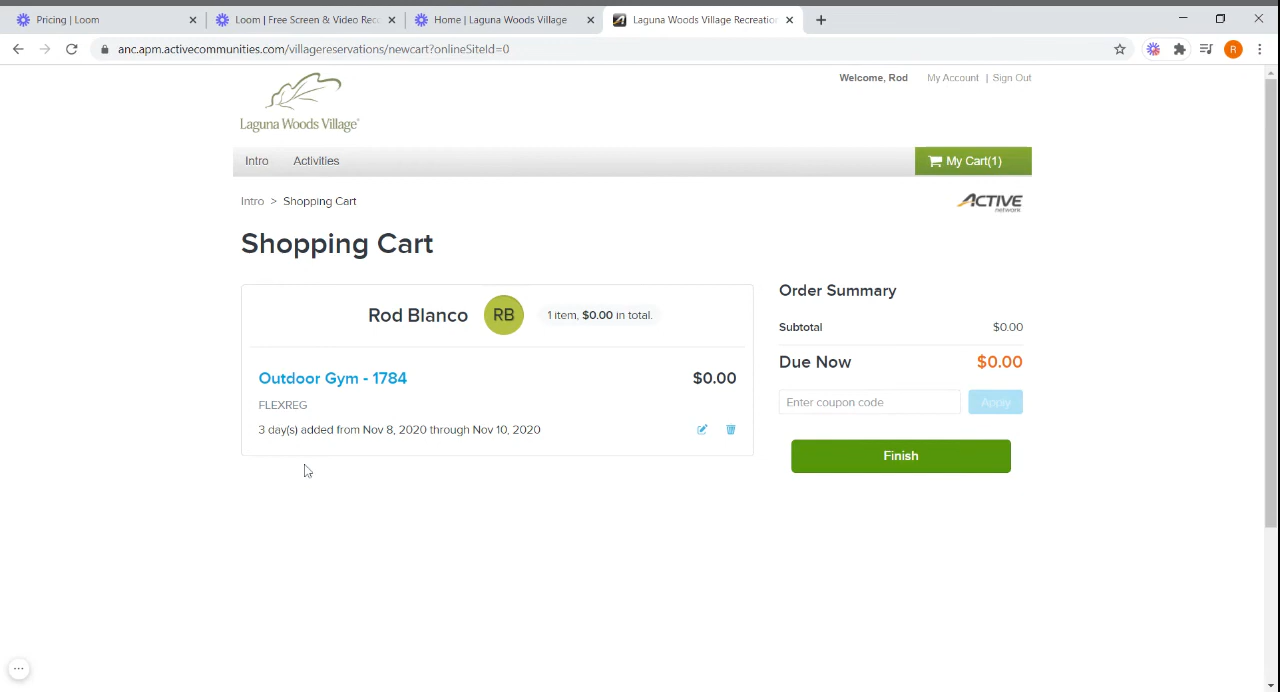 Pricing | Loom
Loom | Free Screen & Video Rec
Home | Laguna Woods Village
Laguna Woods Village Recreation
anc.apm.activecommunities.com/villagereservations/newcart?onlineSiteId=0
R
Welcome, Rod
My Account | Sign Out
Laguna Woods Village
Intro
Activities
My Cart(1)
Intro > Shopping Cart
ACTIVE
network
Shopping Cart
Rod Blanco
RB
1 item, $0.00 in total.
Outdoor Gym - 1784
$0.00
FLEXREG
3 day(s) added from Nov 8, 2020 through Nov 10, 2020
Order Summary
Subtotal
$0.00
Due Now
$0.00
Enter coupon code
Apply
Finish